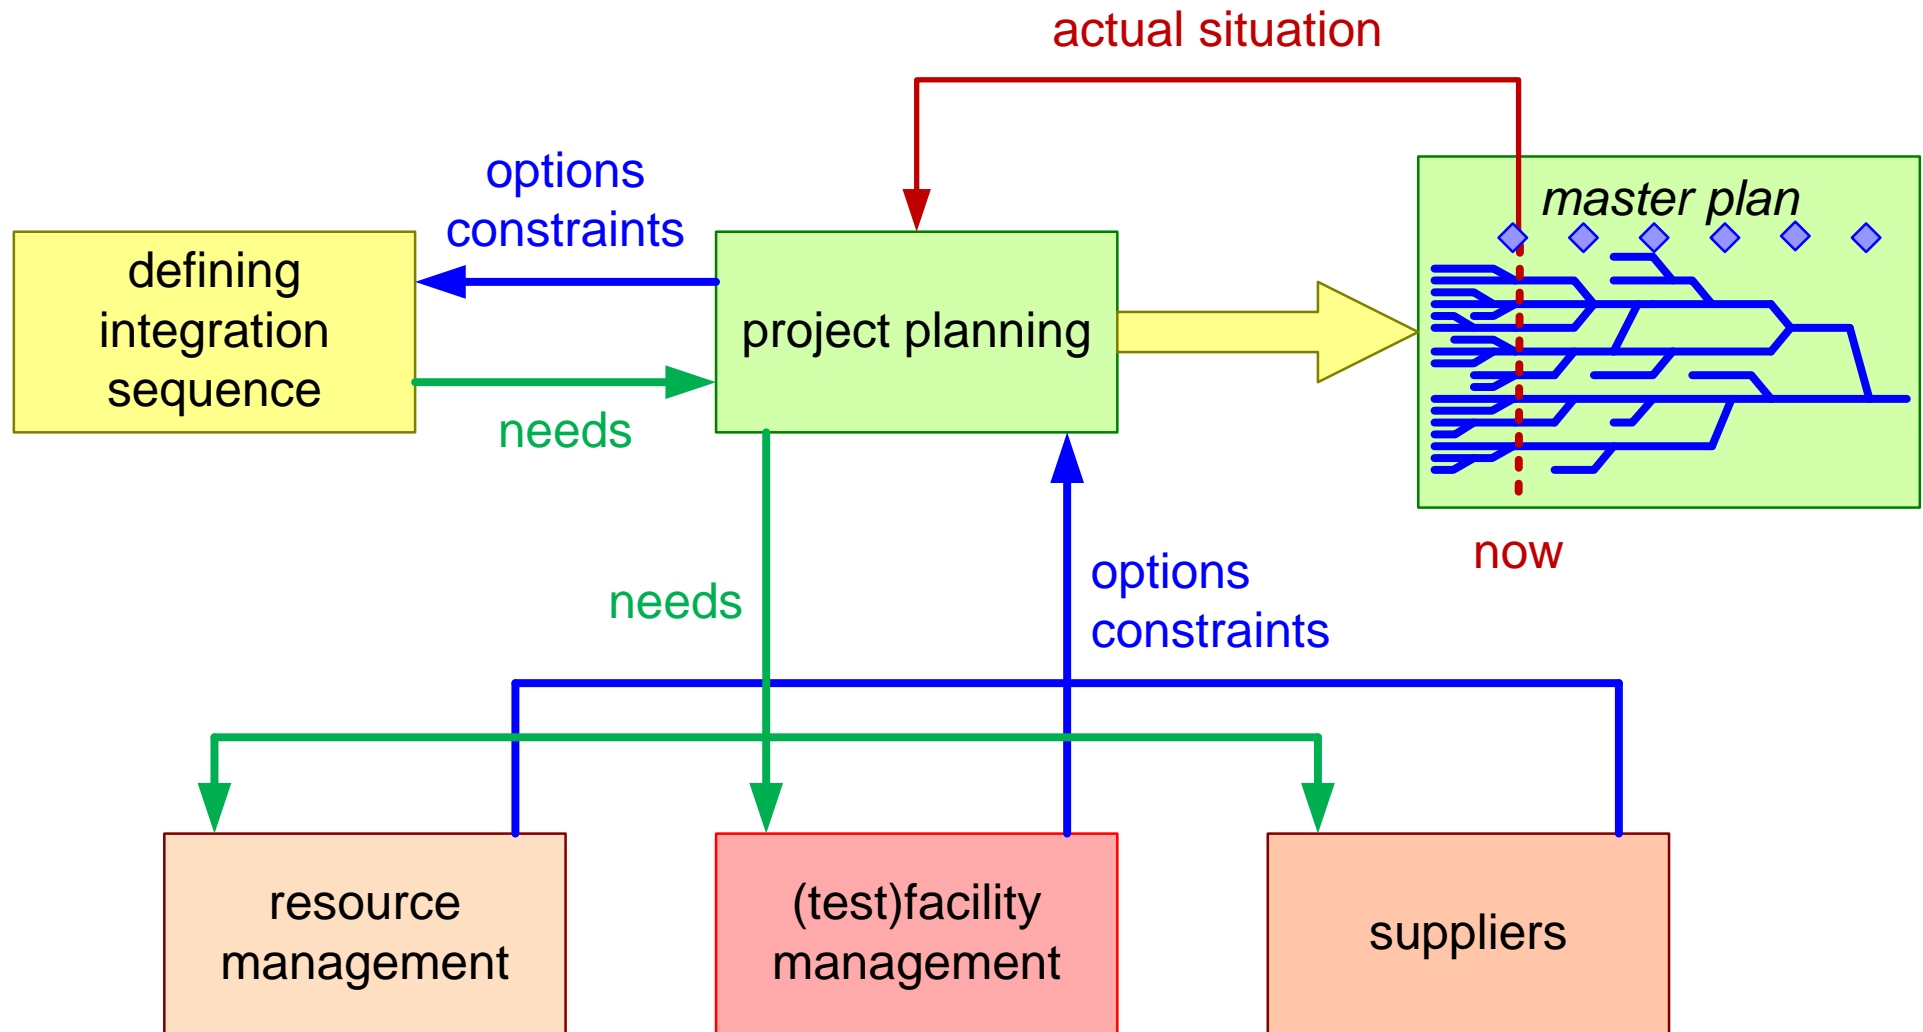 actual situation
options
constraints
master plan
defining
integration
sequence
project planning
needs
now
options
constraints
needs
resource
management
(test)facility
management
suppliers